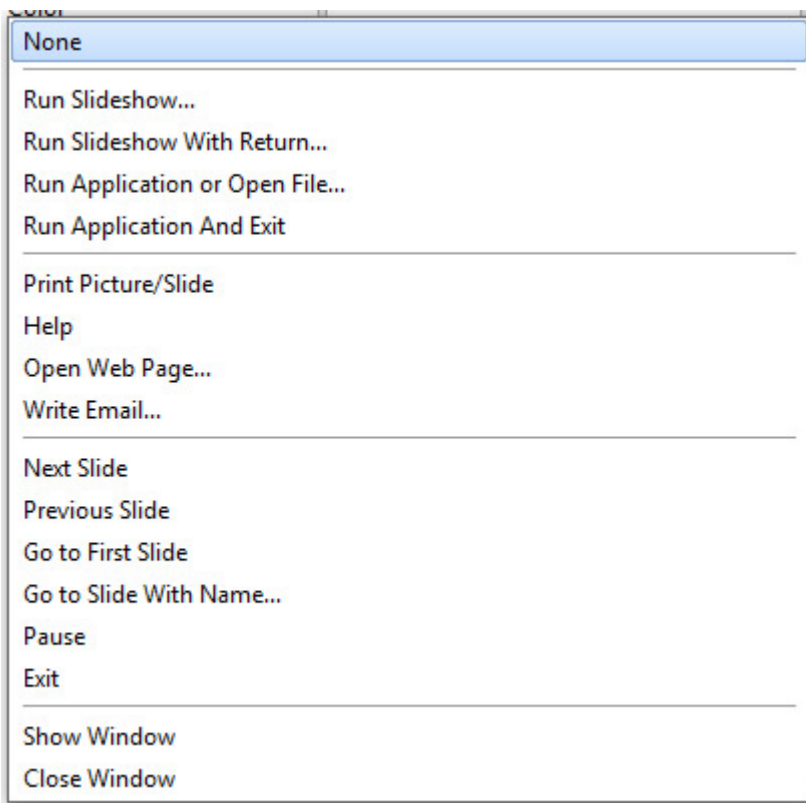 Color
None
Run Slideshow...
Run Slideshow With Return...
Run Application or Open File...
Run Application And Exit
Print Picture/Slide
Help
Open Web Page...
Write Email...
Next Slide
Previous Slide
Go to First Slide
Go to Slide With Name...
Pause
Exit
Show Window
Close Window